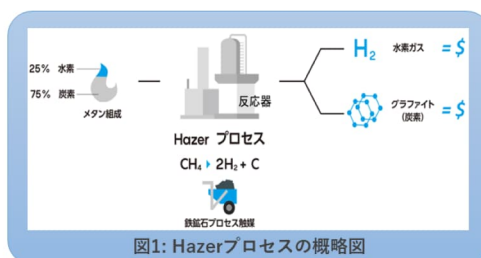 25% 水素
75% 炭素
メタン組成
反応器
Hazer プロセス
CH₄ ▶ 2H₂ + C
鉄鉱石プロセス触媒
H₂ 水素ガス = $
グラファイト
(炭素)
= $
図1: Hazerプロセスの概略図